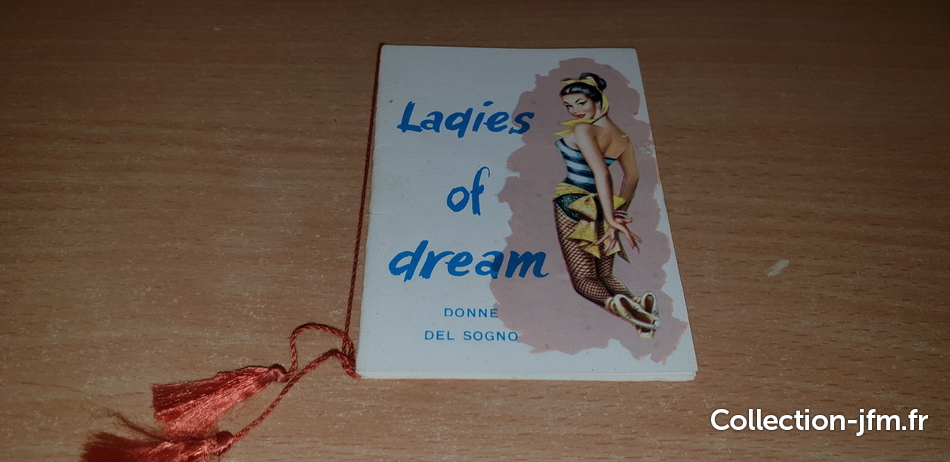 Ladies
of
dream
DONNE
DEL SOGNO
Collection-jfm.fr